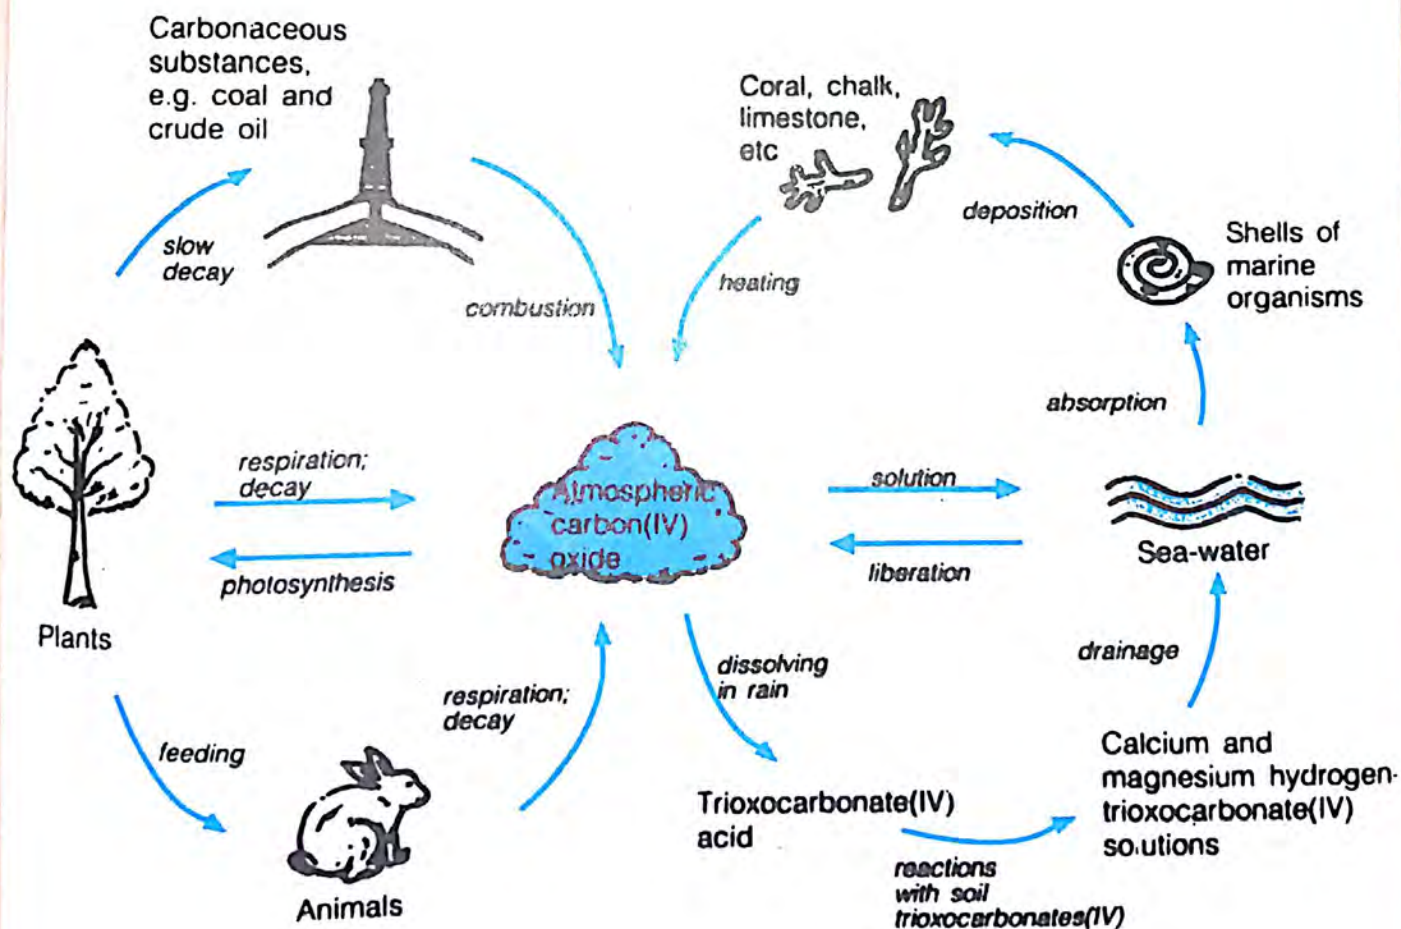 Carbonaceous
substances,
e.g. coal and
crude oil
Coral, chalk,
limestone,
etc
slow
decay
combustion
heating
deposition
Shells of
marine
organisms
absorption
respiration;
decay
photosynthesis
Plants
Atmospheric
carbon(IV)
oxide
solution
liberation
Sea-water
drainage
feeding
Animals
respiration;
decay
dissolving
in rain
Trioxocarbonate(IV)
acid
reactions
with soil
trioxocarbonates(IV)
Calcium and
magnesium hydrogen-
trioxocarbonate(IV)
solutions